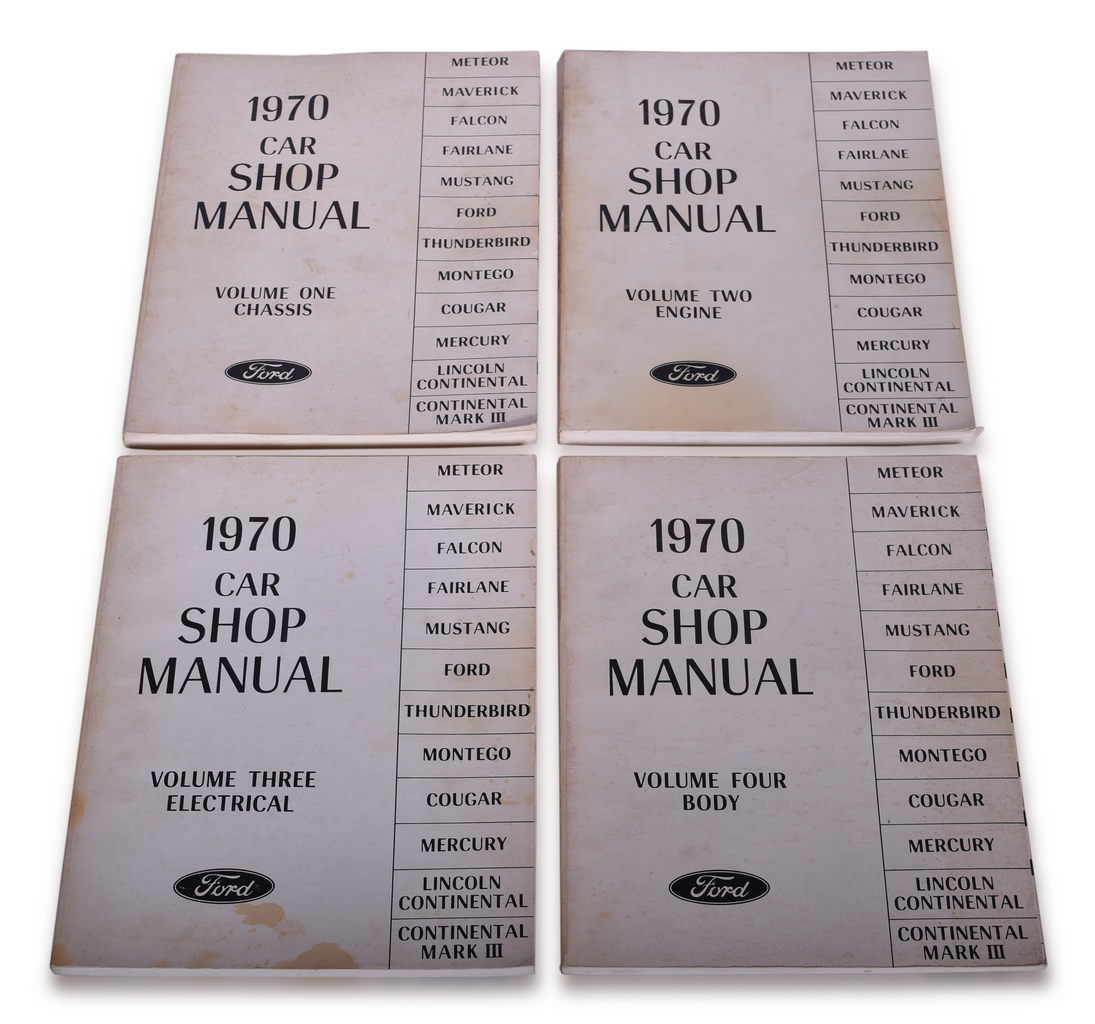 1970
CAR
SHOP
MANUAL
VOLUME ONE
CHASSIS
Ford
METEOR
MAVERICK
FALCON
FAIRLANE
MUSTANG
FORD
THUNDERBIRD
MONTEGO
COUGAR
MERCURY
LINCOLN
CONTINENTAL
CONTINENTAL
MARK III
1970
CAR
SHOP
MANUAL
VOLUME TWO
ENGINE
Ford
METEOR
MAVERICK
FALCON
FAIRLANE
MUSTANG
FORD
THUNDERBIRD
MONTEGO
COUGAR
MERCURY
LINCOLN
CONTINENTAL
CONTINENTAL
MARK III
1970
CAR
SHOP
MANUAL
VOLUME THREE
ELECTRICAL
Ford
METEOR
MAVERICK
FALCON
FAIRLANE
MUSTANG
FORD
THUNDERBIRD
MONTEGO
COUGAR
MERCURY
LINCOLN
CONTINENTAL
CONTINENTAL
MARK III
1970
CAR
SHOP
MANUAL
VOLUME FOUR
BODY
Ford
METEOR
MAVERICK
FALCON
FAIRLANE
MUSTANG
FORD
THUNDERBIRD
MONTEGO
COUGAR
MERCURY
LINCOLN
CONTINENTAL
CONTINENTAL
MARK III